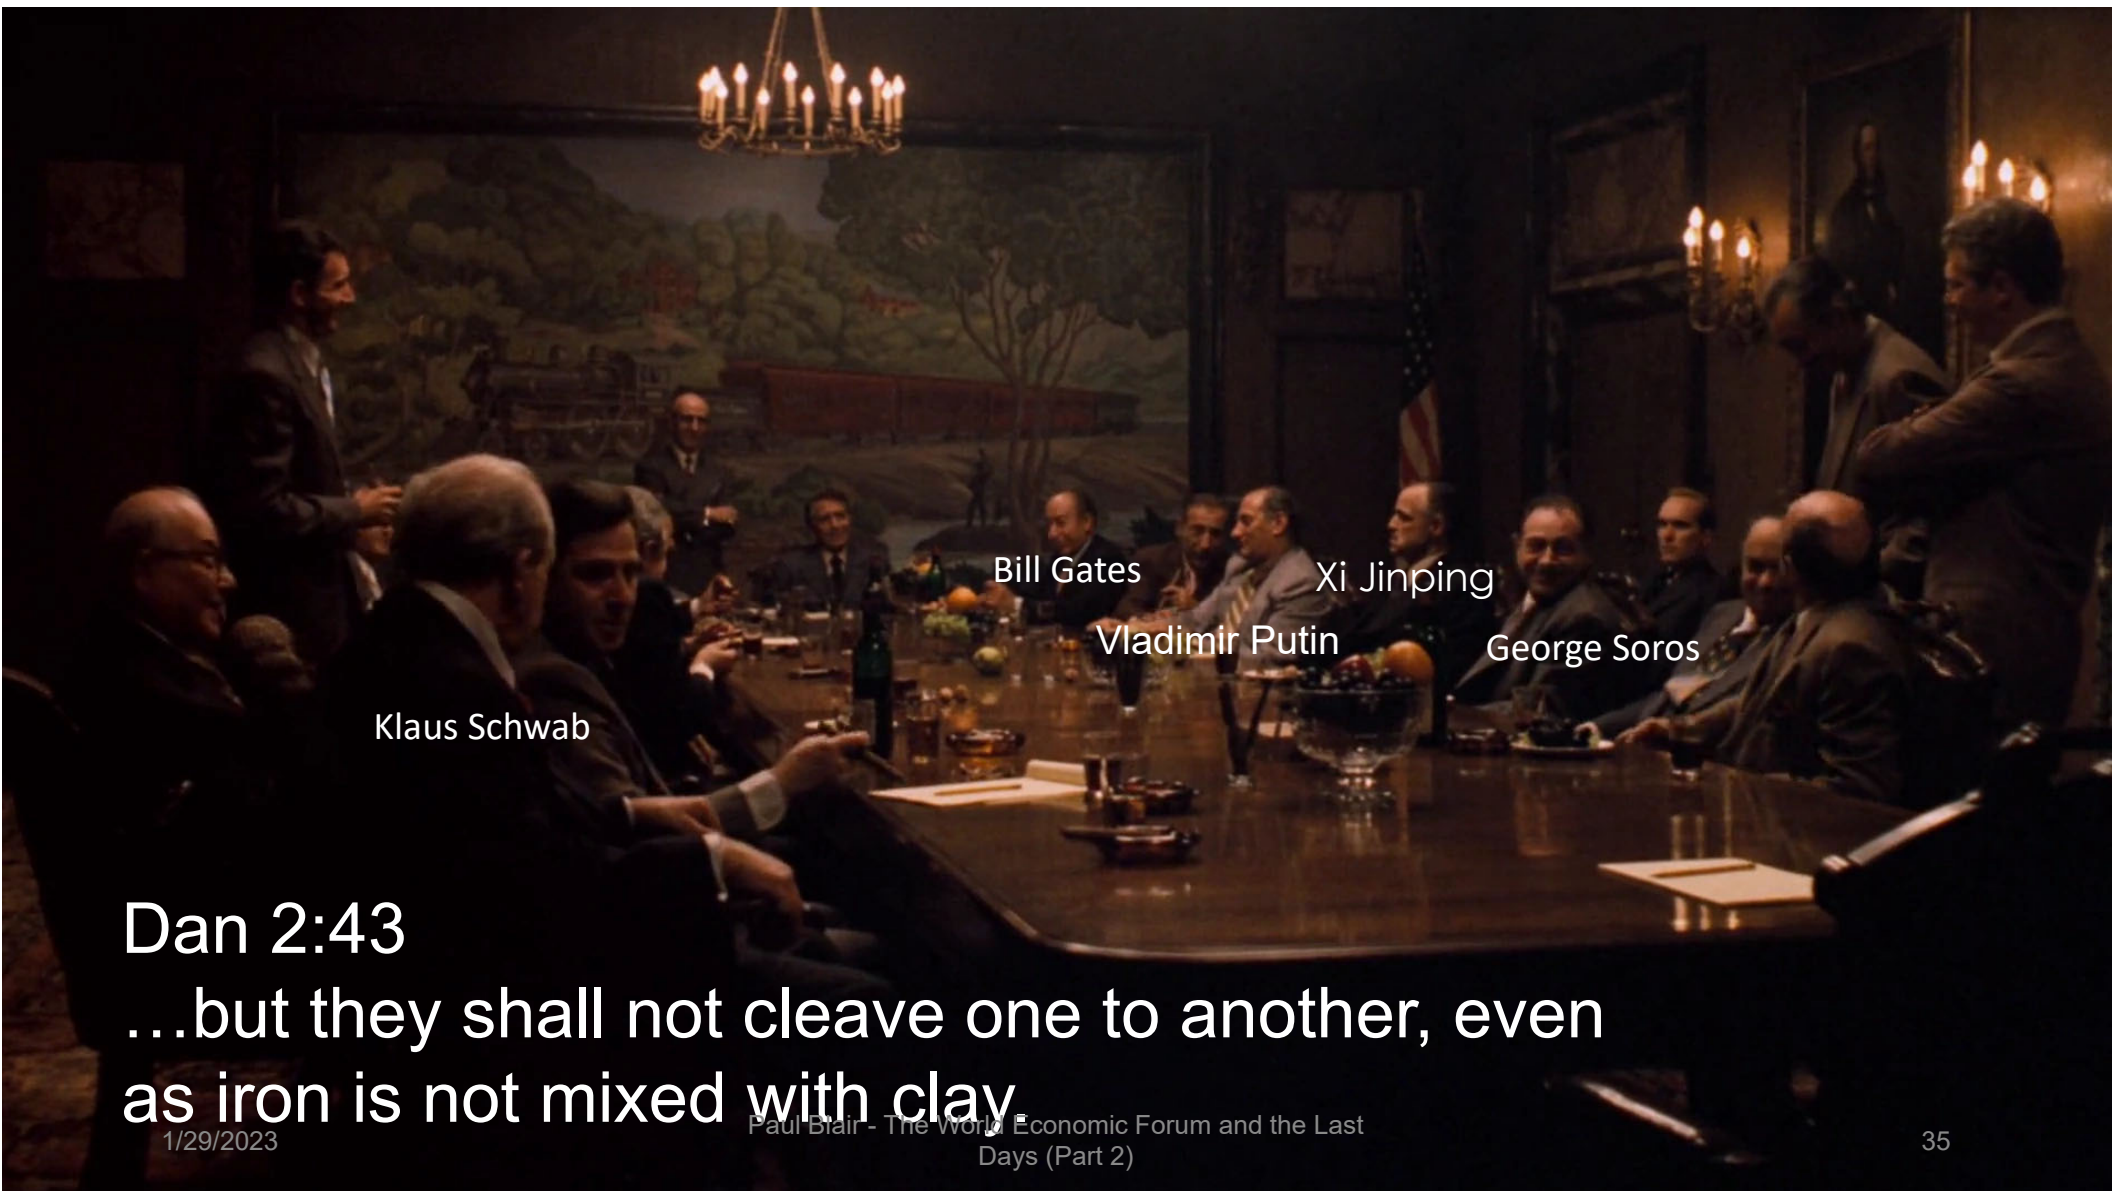 Bill Gates
Xi Jinping
Vladimir Putin
George Soros
Klaus Schwab
Dan 2:43
…but they shall not cleave one to another, even
as iron is not mixed with clay.
1/29/2023
Paul Blair - The World Economic Forum and the Last
Days (Part 2)
35